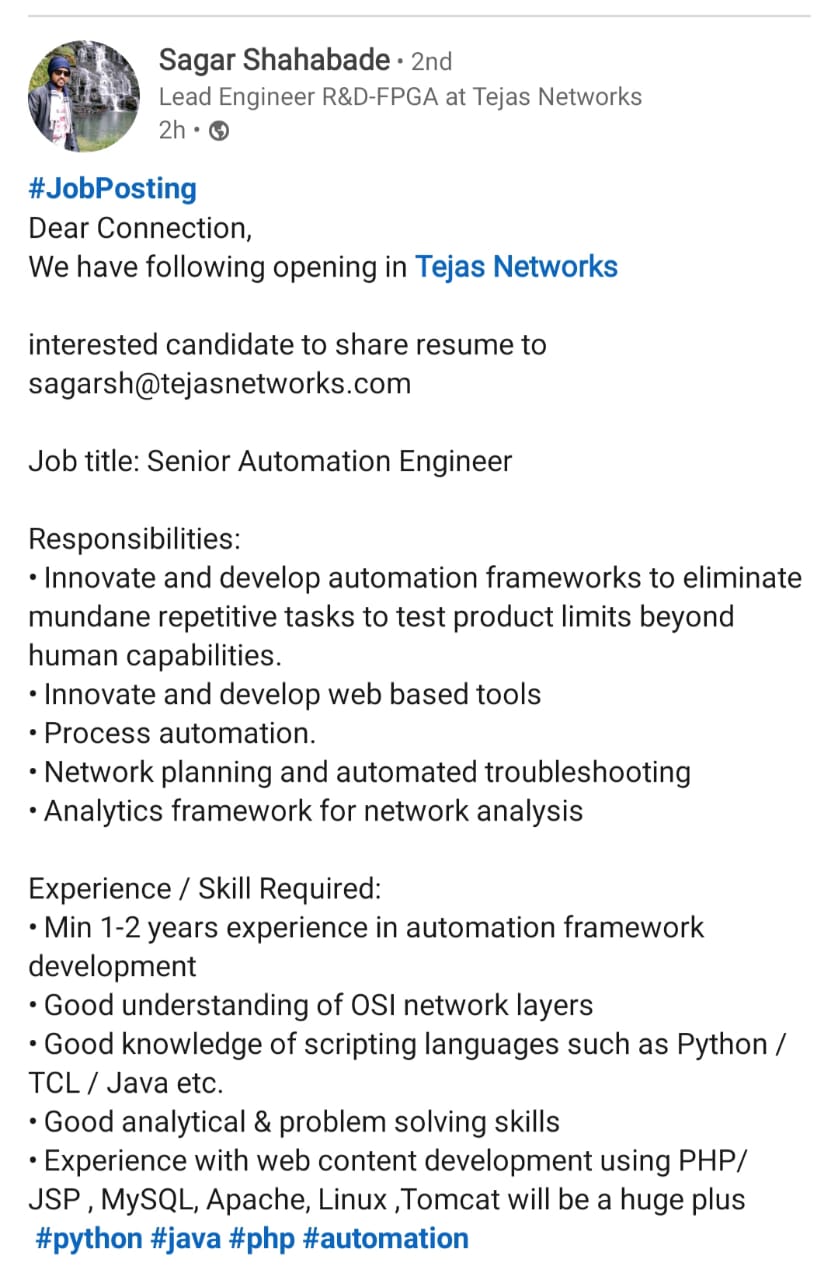 Sagar Shahabade • 2nd
Lead Engineer R&D-FPGA at Tejas Networks
2h •
#JobPosting
Dear Connection,
We have following opening in Tejas Networks
interested candidate to share resume to
sagarsh@tejasnetworks.com
Job title: Senior Automation Engineer
Responsibilities:
• Innovate and develop automation frameworks to eliminate
mundane repetitive tasks to test product limits beyond
human capabilities.
• Innovate and develop web based tools
• Process automation.
• Network planning and automated troubleshooting
• Analytics framework for network analysis
Experience / Skill Required:
• Min 1-2 years experience in automation framework
development
• Good understanding of OSI network layers
• Good knowledge of scripting languages such as Python /
TCL / Java etc.
• Good analytical & problem solving skills
• Experience with web content development using PHP/
JSP , MySQL, Apache, Linux ,Tomcat will be a huge plus
#python #java #php #automation